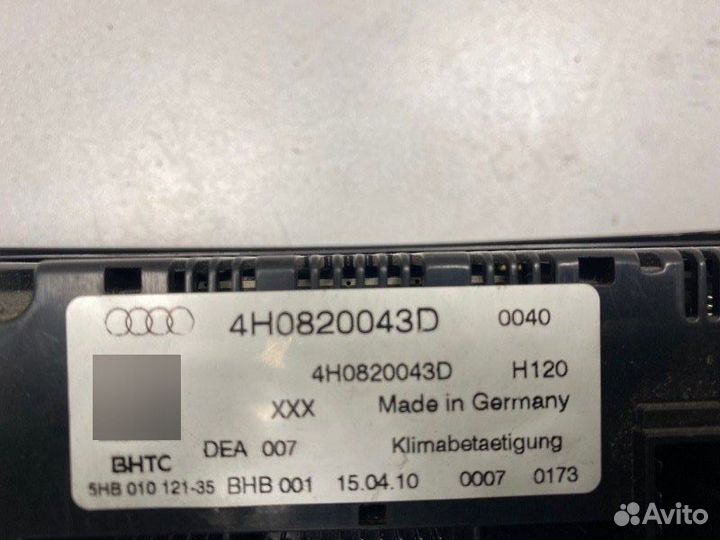 4H0820043D 0040
4H0820043D H120
XXX Made in Germany
BHTC DEA 007 Klimabetaetigung
5HB 010 121-35 BHB 001 15.04.10 0007 0173
Avito